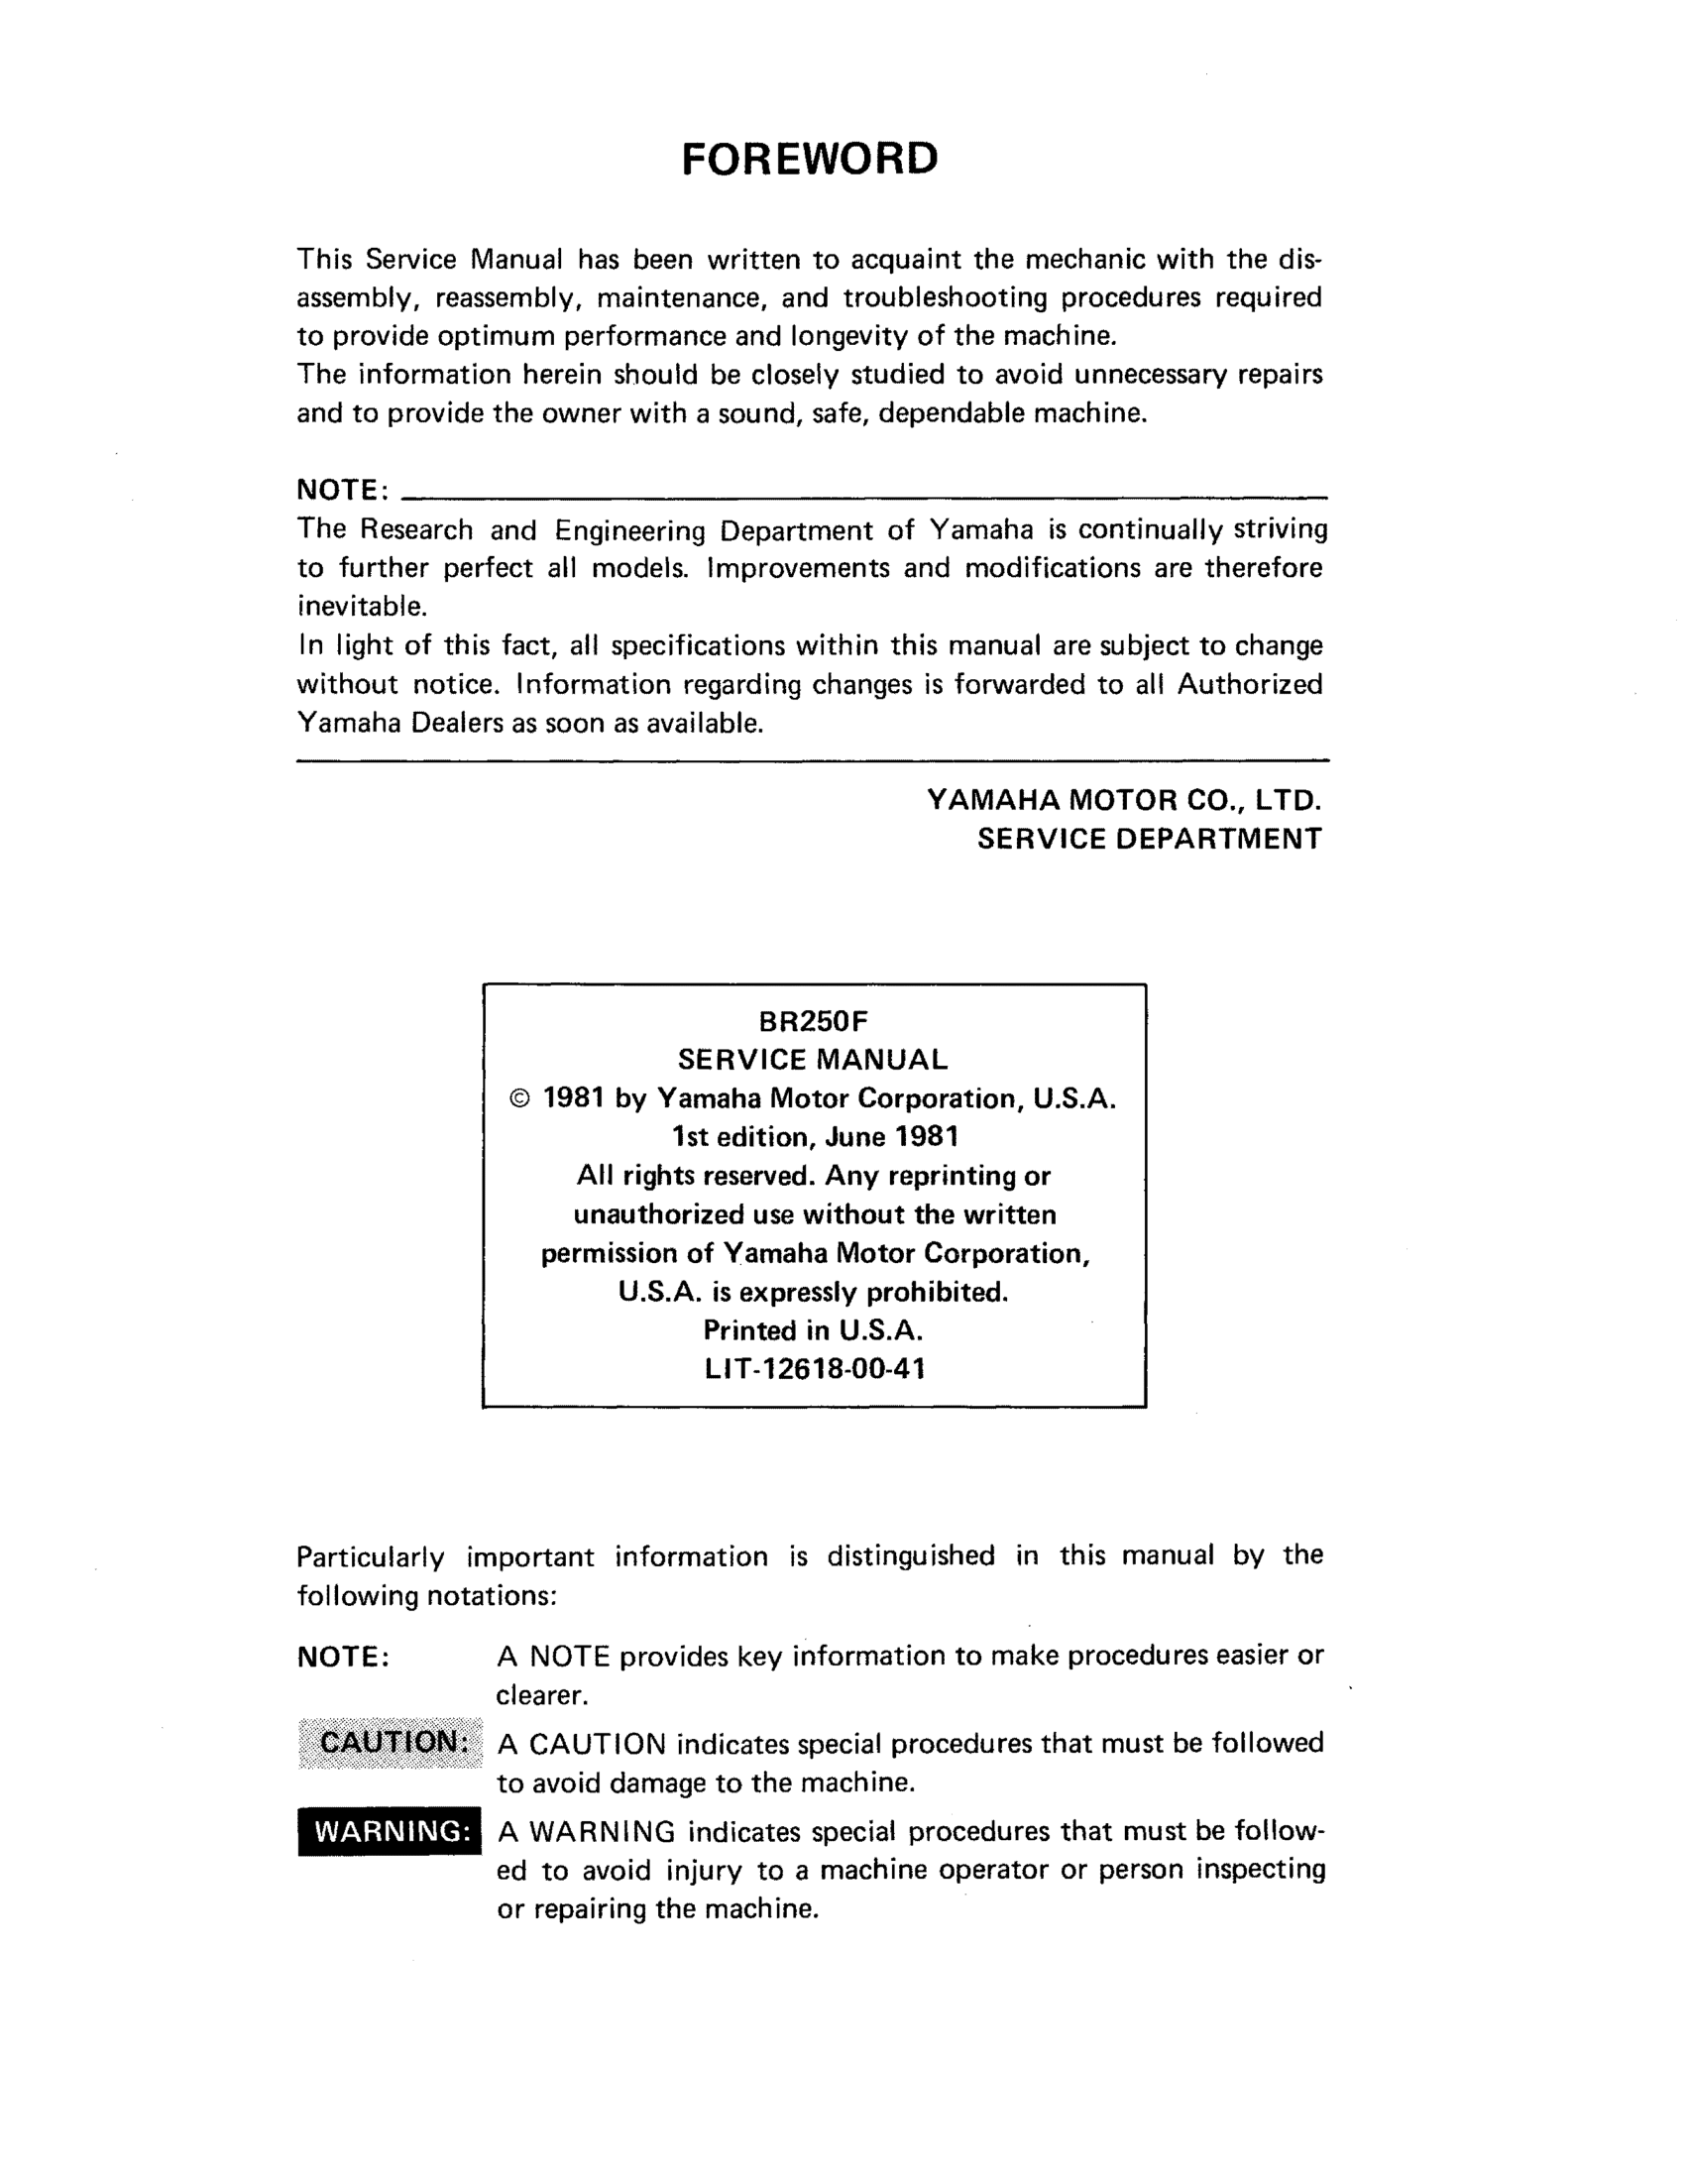 FOREWORD
This Service Manual has been written to acquaint the mechanic with the dis-
assembly, reassembly, maintenance, and troubleshooting procedures required
to provide optimum performance and longevity of the machine.
The information herein should be closely studied to avoid unnecessary repairs
and to provide the owner with a sound, safe, dependable machine.
NOTE:
The Research and Engineering Department of Yamaha is continually striving
to further perfect all models. Improvements and modifications are therefore
inevitable.
In light of this fact, all specifications within this manual are subject to change
without notice. Information regarding changes is forwarded to all Authorized
Yamaha Dealers as soon as available.
YAMAHA MOTOR CO., LTD.
SERVICE DEPARTMENT
BR250F
SERVICE MANUAL
© 1981 by Yamaha Motor Corporation, U.S.A.
1st edition, June 1981
All rights reserved. Any reprinting or
unauthorized use without the written
permission of Yamaha Motor Corporation,
U.S.A. is expressly prohibited.
Printed in U.S.A.
LIT-12618-00-41
Particularly important information is distinguished in this manual by the
following notations:
NOTE: A NOTE provides key information to make procedures easier or
clearer.
CAUTION: A CAUTION indicates special procedures that must be followed
to avoid damage to the machine.
WARNING: A WARNING indicates special procedures that must be follow-
ed to avoid injury to a machine operator or person inspecting
or repairing the machine.